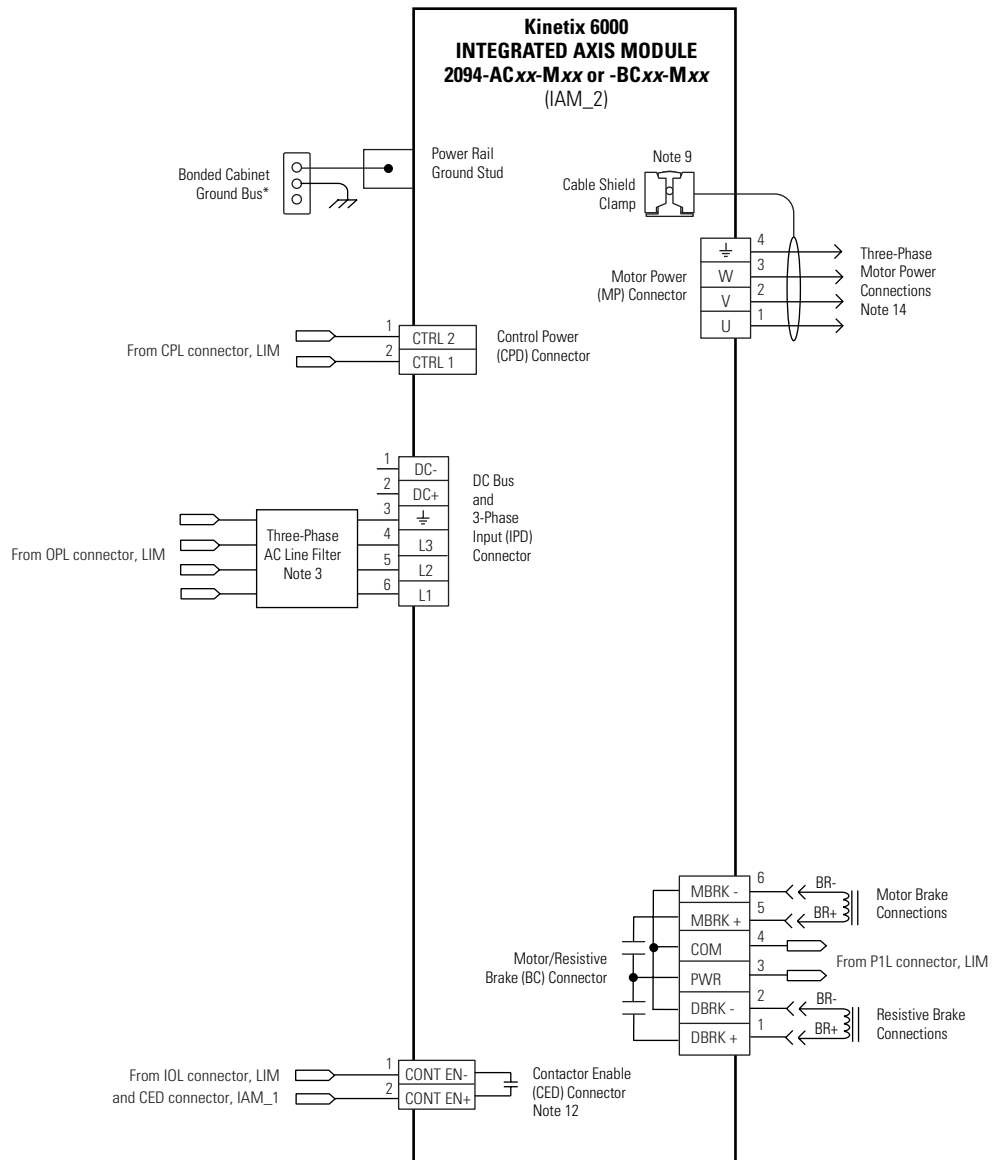 Kinetix 6000
INTEGRATED AXIS MODULE
2094-ACxx-Mxx or -BCxx-Mxx
(IAM_2)
Bonded Cabinet
Ground Bus*
Power Rail
Ground Stud
Note 9
Cable Shield
Clamp
Motor Power
(MP) Connector
4
W
3
V
2
U
1
Three-Phase
Motor Power
Connections
Note 14
From CPL connector, LIM
1
CTRL 2
2
CTRL 1
Control Power
(CPD) Connector
From OPL connector, LIM
Three-Phase
AC Line Filter
Note 3
1
DC-
2
DC+
3
4
L3
5
L2
6
L1
DC Bus
and
3-Phase
Input (IPD)
Connector
Motor/Resistive
Brake (BC) Connector
MBRK -
6
BR-
MBRK +
5
BR+
Motor Brake
Connections
COM
4
PWR
3
From P1L connector, LIM
DBRK -
2
BR-
DBRK +
1
BR+
Resistive Brake
Connections
From IOL connector, LIM
and CED connector, IAM_1
1
CONT EN-
2
CONT EN+
Contactor Enable
(CED) Connector
Note 12